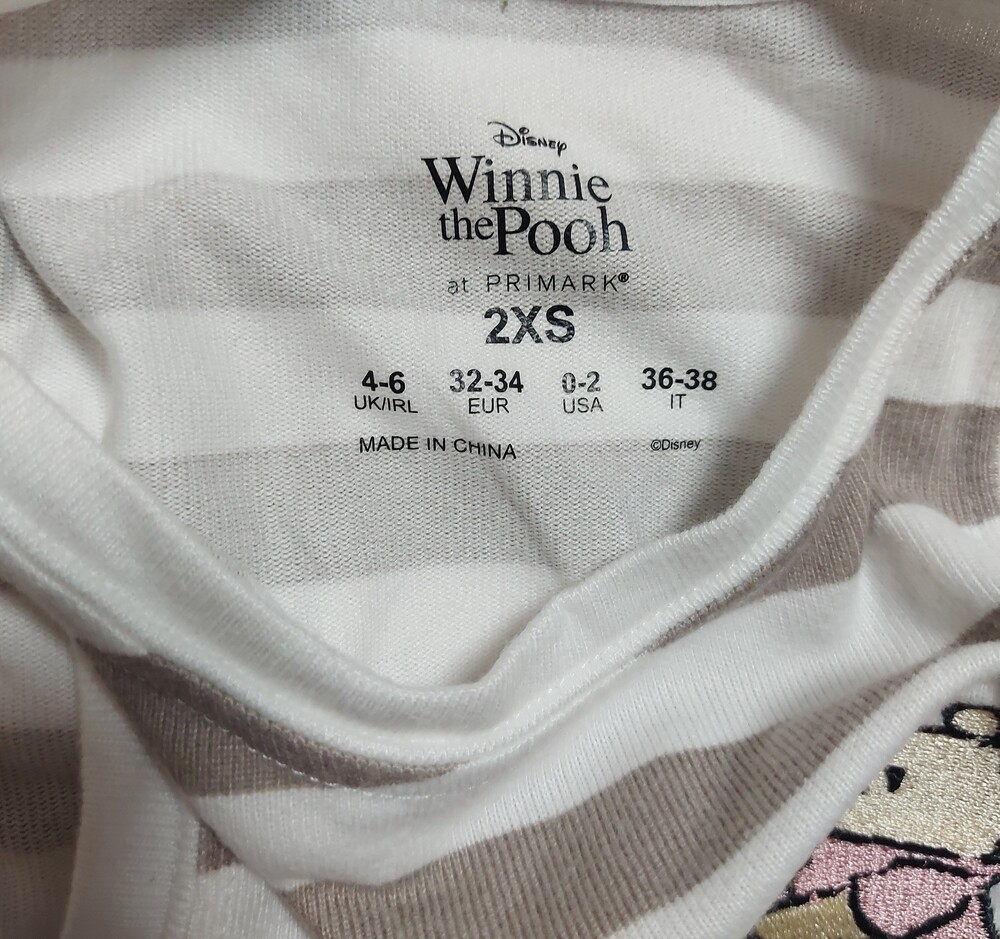 Disney
Winnie
the Pooh
at PRIMARK®
2XS
4-6 32-34 0-2 36-38
UK/IRL EUR USA IT
MADE IN CHINA ©Disney